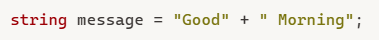 string message = "Good" + " Morning";